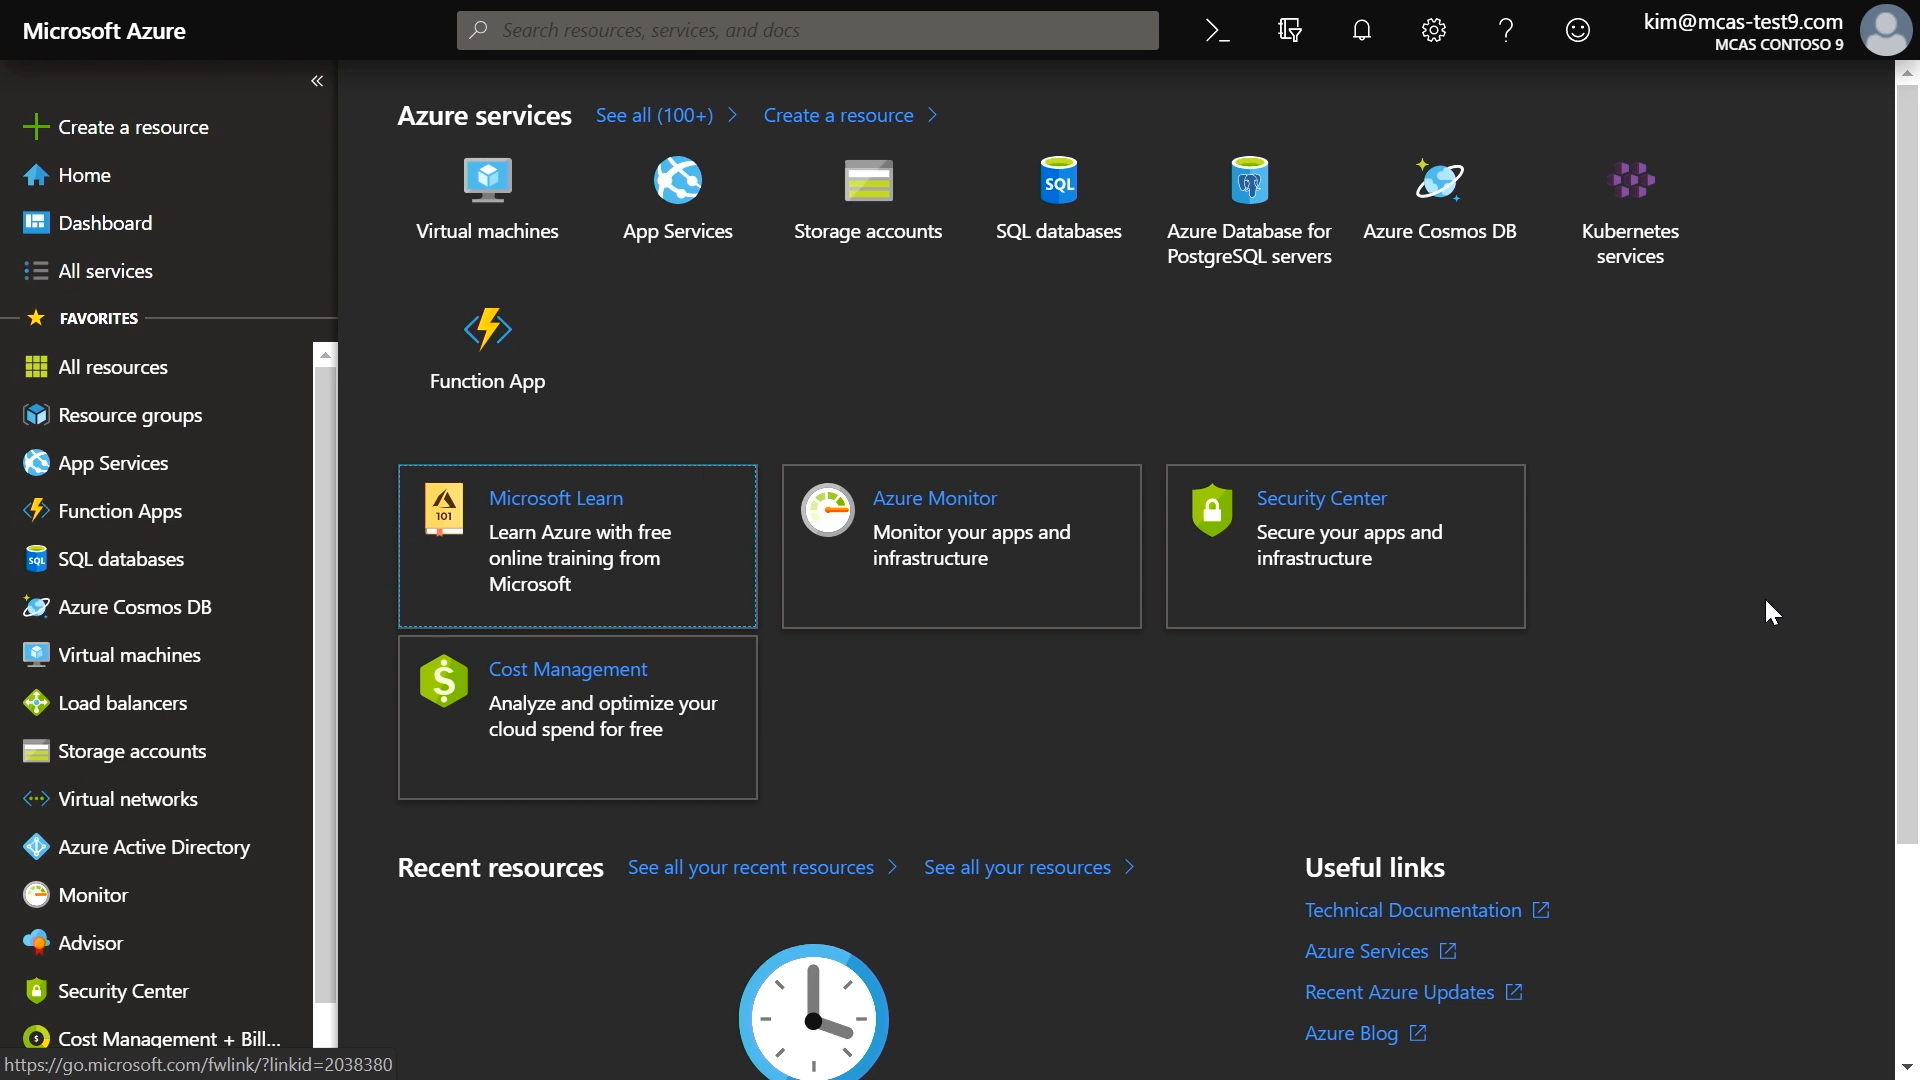 Microsoft Azure
Search resources, services, and docs
kim@mcas-test9.com
MCAS CONTOSO 9
Create a resource
Home
Dashboard
All services
FAVORITES
All resources
Resource groups
App Services
Function Apps
SQL databases
Azure Cosmos DB
Virtual machines
Load balancers
Storage accounts
Virtual networks
Azure Active Directory
Monitor
Advisor
Security Center
Cost Management + Bill...
https://go.microsoft.com/fwlink/?linkid=2038380
Azure services
See all (100+)
Create a resource
Virtual machines
App Services
Storage accounts
SQL
SQL databases
Azure Database for
PostgreSQL servers
Azure Cosmos DB
Kubernetes
services
Function App
101
Microsoft Learn
Learn Azure with free
online training from
Microsoft
Azure Monitor
Monitor your apps and
infrastructure
Security Center
Secure your apps and
infrastructure
$
Cost Management
Analyze and optimize your
cloud spend for free
Recent resources
See all your recent resources
See all your resources
Useful links
Technical Documentation
Azure Services
Recent Azure Updates
Azure Blog